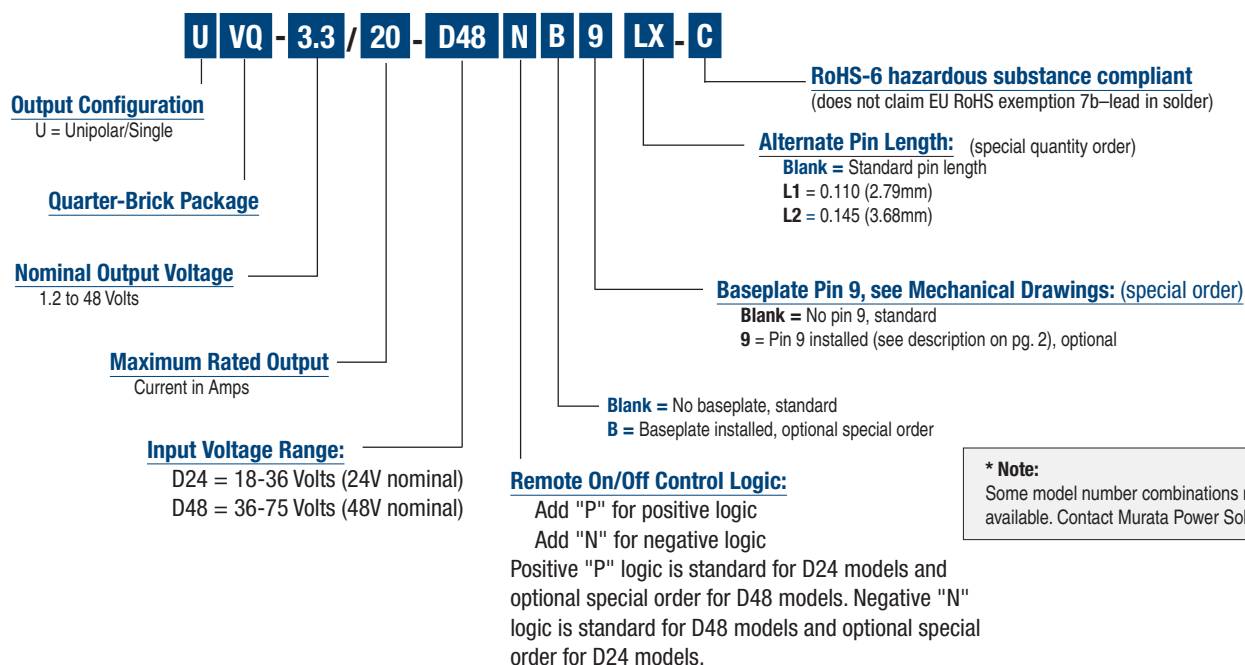 U VQ - 3.3 / 20 - D48 N B 9 LX - C
RoHS-6 hazardous substance compliant
(does not claim EU RoHS exemption 7b–lead in solder)
Output Configuration
U = Unipolar/Single
Alternate Pin Length: (special quantity order)
Blank = Standard pin length
L1 = 0.110 (2.79mm)
L2 = 0.145 (3.68mm)
Quarter-Brick Package
Nominal Output Voltage
1.2 to 48 Volts
Baseplate Pin 9, see Mechanical Drawings: (special order)
Blank = No pin 9, standard
9 = Pin 9 installed (see description on pg. 2), optional
Maximum Rated Output
Current in Amps
Blank = No baseplate, standard
B = Baseplate installed, optional special order
Input Voltage Range:
D24 = 18-36 Volts (24V nominal)
D48 = 36-75 Volts (48V nominal)
Remote On/Off Control Logic:
Add "P" for positive logic
Add "N" for negative logic
Positive "P" logic is standard for D24 models and
optional special order for D48 models. Negative "N"
logic is standard for D48 models and optional special
order for D24 models.
* Note:
Some model number combinations
available. Contact Murata Power